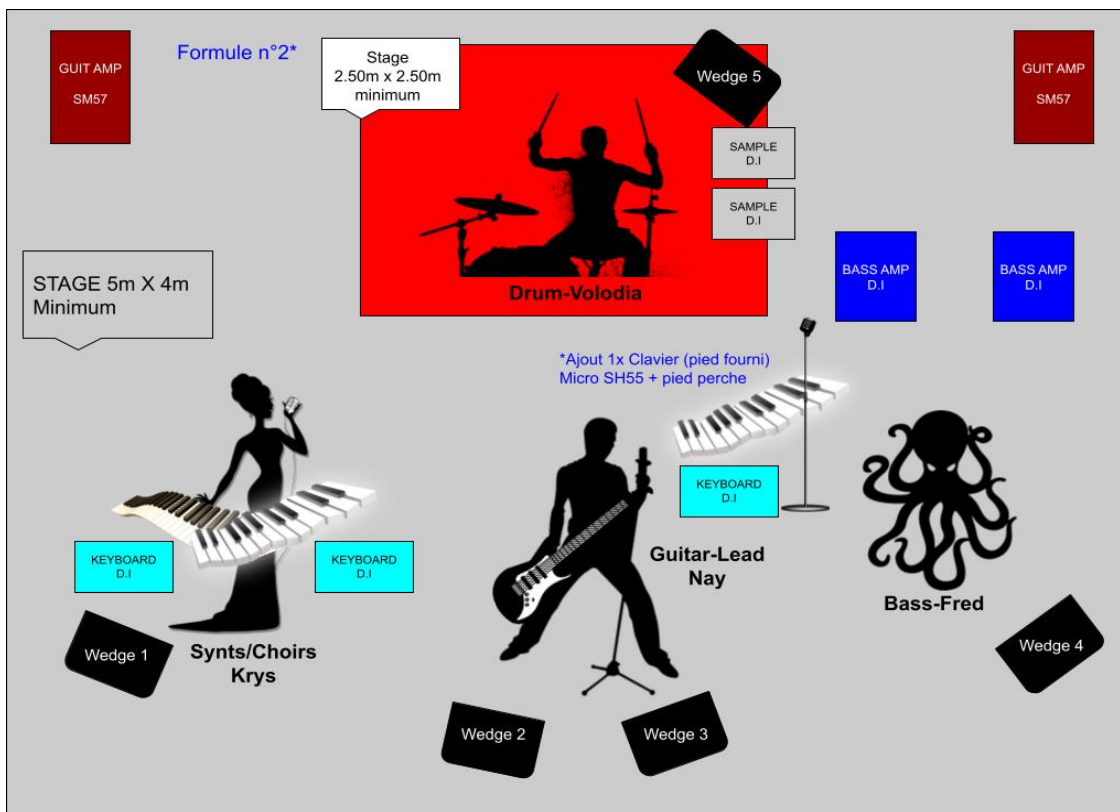 GUIT AMP
SM57
Formule n°2*
Stage
2.50m x 2.50m
minimum
Wedge 5
GUIT AMP
SM57
SAMPLE
D.I
SAMPLE
D.I
BASS AMP
D.I
BASS AMP
D.I
STAGE 5m X 4m
Minimum
Drum-Volodia
*Ajout 1x Clavier (pied fourni)
Micro SH55 + pied perche
KEYBOARD
D.I
KEYBOARD
D.I
KEYBOARD
D.I
Guitar-Lead
Nay
Bass-Fred
Wedge 1
Synts/Choirs
Krys
Wedge 4
Wedge 2
Wedge 3